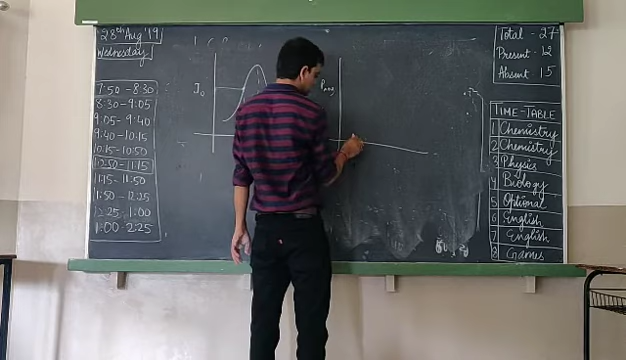 28th Aug '19
Wednesday
7:50 - 8:30
8:30 - 9:05
9:05 - 9:40
9:40 - 10:15
10:15 - 10:50
10:50 - 11:15
11:15 - 11:50
11:50 - 12:25
12:25 - 1:00
1:00 - 2:25
I0
Total - 27
Present - 12
Absent 15
TIME-TABLE
1 Chemistry
2 Chemistry
3 Physics
4 Biology
5 Optional
6 English
7 English
8 Games